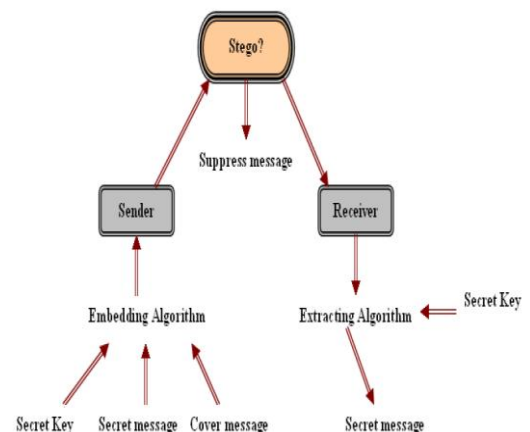 Stego?
Suppress message
Sender
Receiver
Embedding Algorithm
Extracting Algorithm
Secret Key
Secret Key
Secret message
Cover message
Secret message